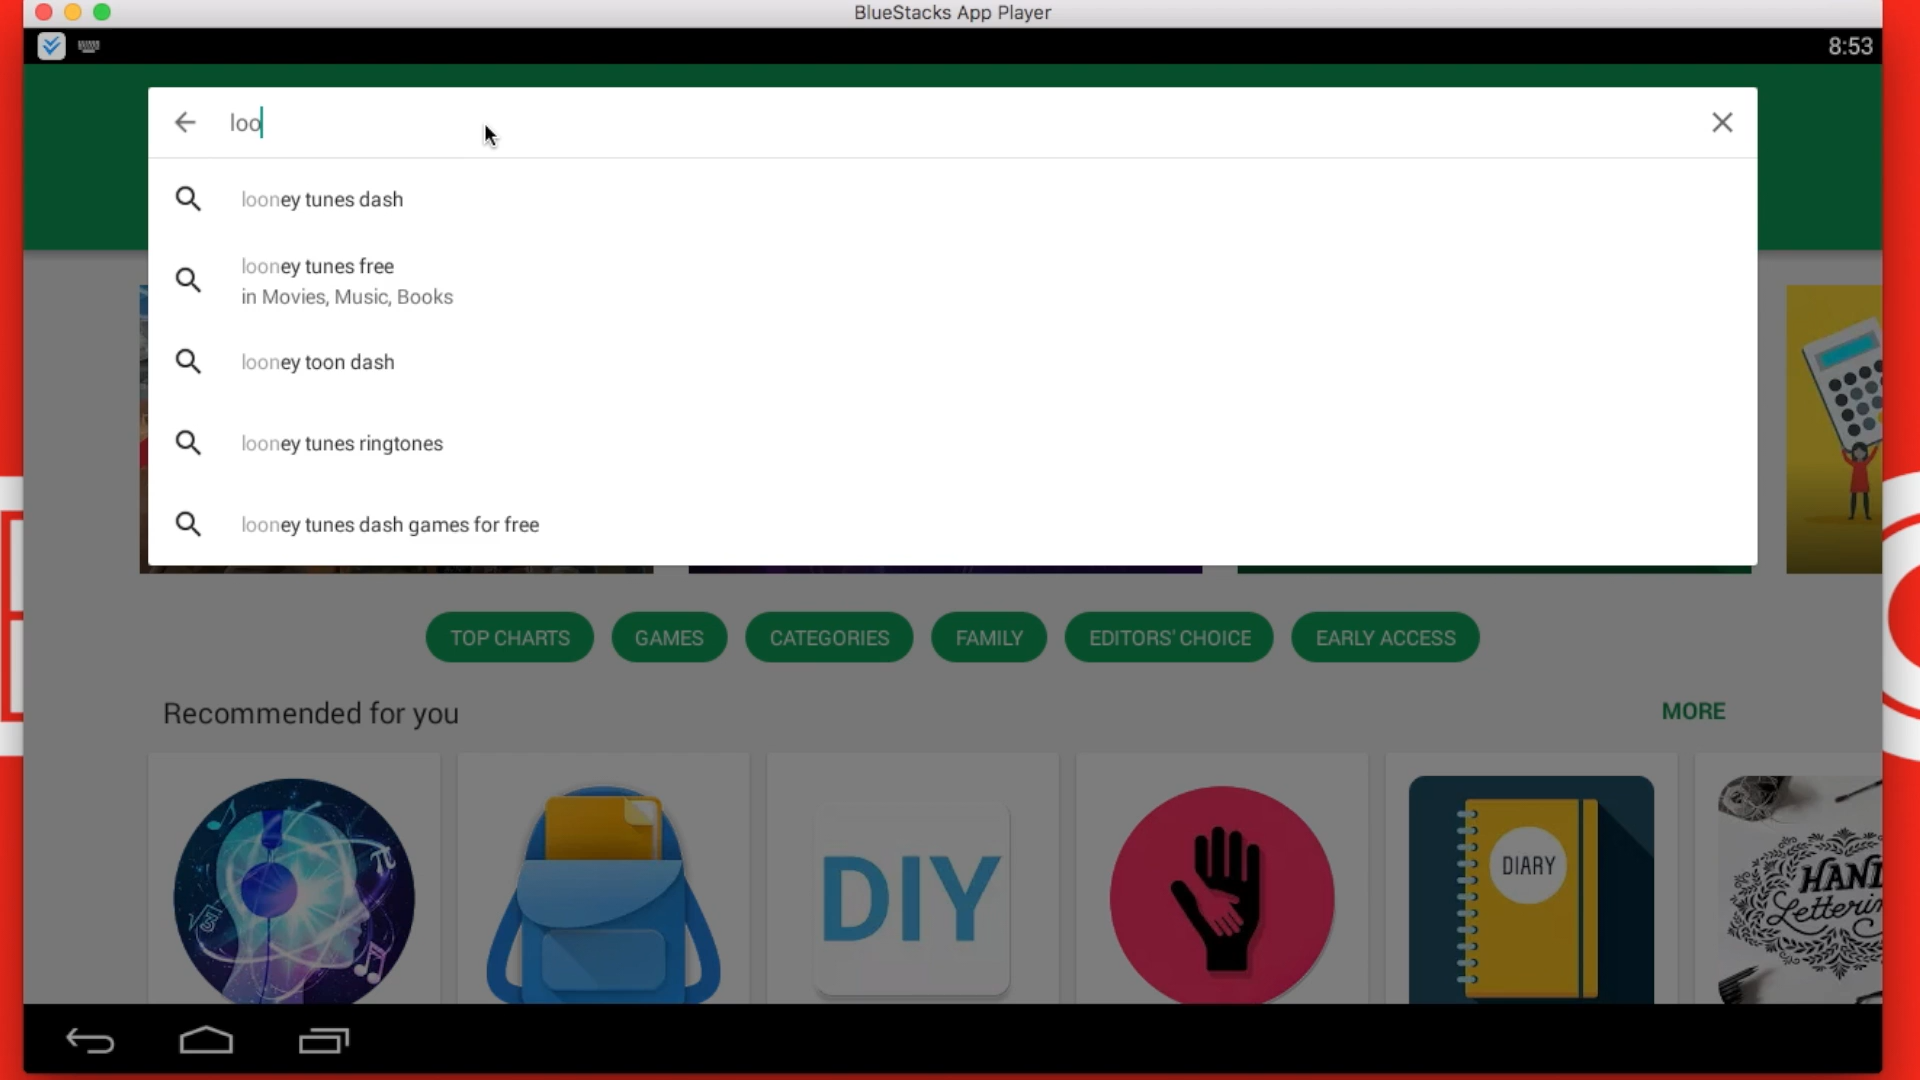 BlueStacks App Player
8:53
loo
looney tunes dash
looney tunes free
in Movies, Music, Books
looney toon dash
looney tunes ringtones
looney tunes dash games for free
TOP CHARTS
GAMES
CATEGORIES
FAMILY
EDITORS' CHOICE
EARLY ACCESS
Recommended for you
MORE
DIY
DIARY